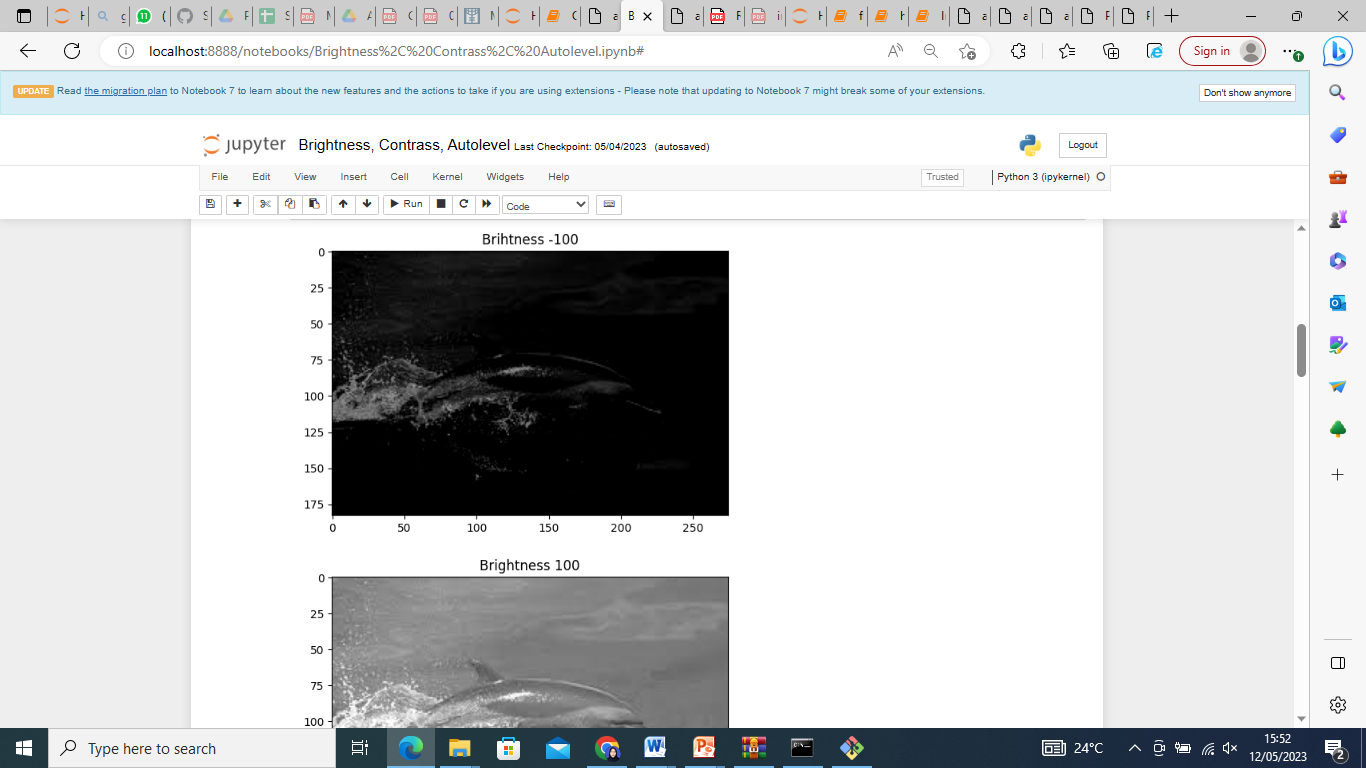 localhost:8888/notebooks/Brightness%2C%20Contrass%2C%20Autolevel.ipynb#
Sign in
UPDATE Read the migration plan to Notebook 7 to learn about the new features and the actions to take if you are using extensions - Please note that updating to Notebook 7 might break some of your extensions.
Don't show anymore
jupyter Brightness, Contrass, Autolevel Last Checkpoint: 05/04/2023 (autosaved)
Logout
File Edit View Insert Cell Kernel Widgets Help
Trusted
Python 3 (ipykernel)
Run
Code
Brihtness -100
0
25
50
75
100
125
150
175
0 50 100 150 200 250
Brightness 100
0
25
50
75
100
Type here to search
24°C
15:52
12/05/2023
2